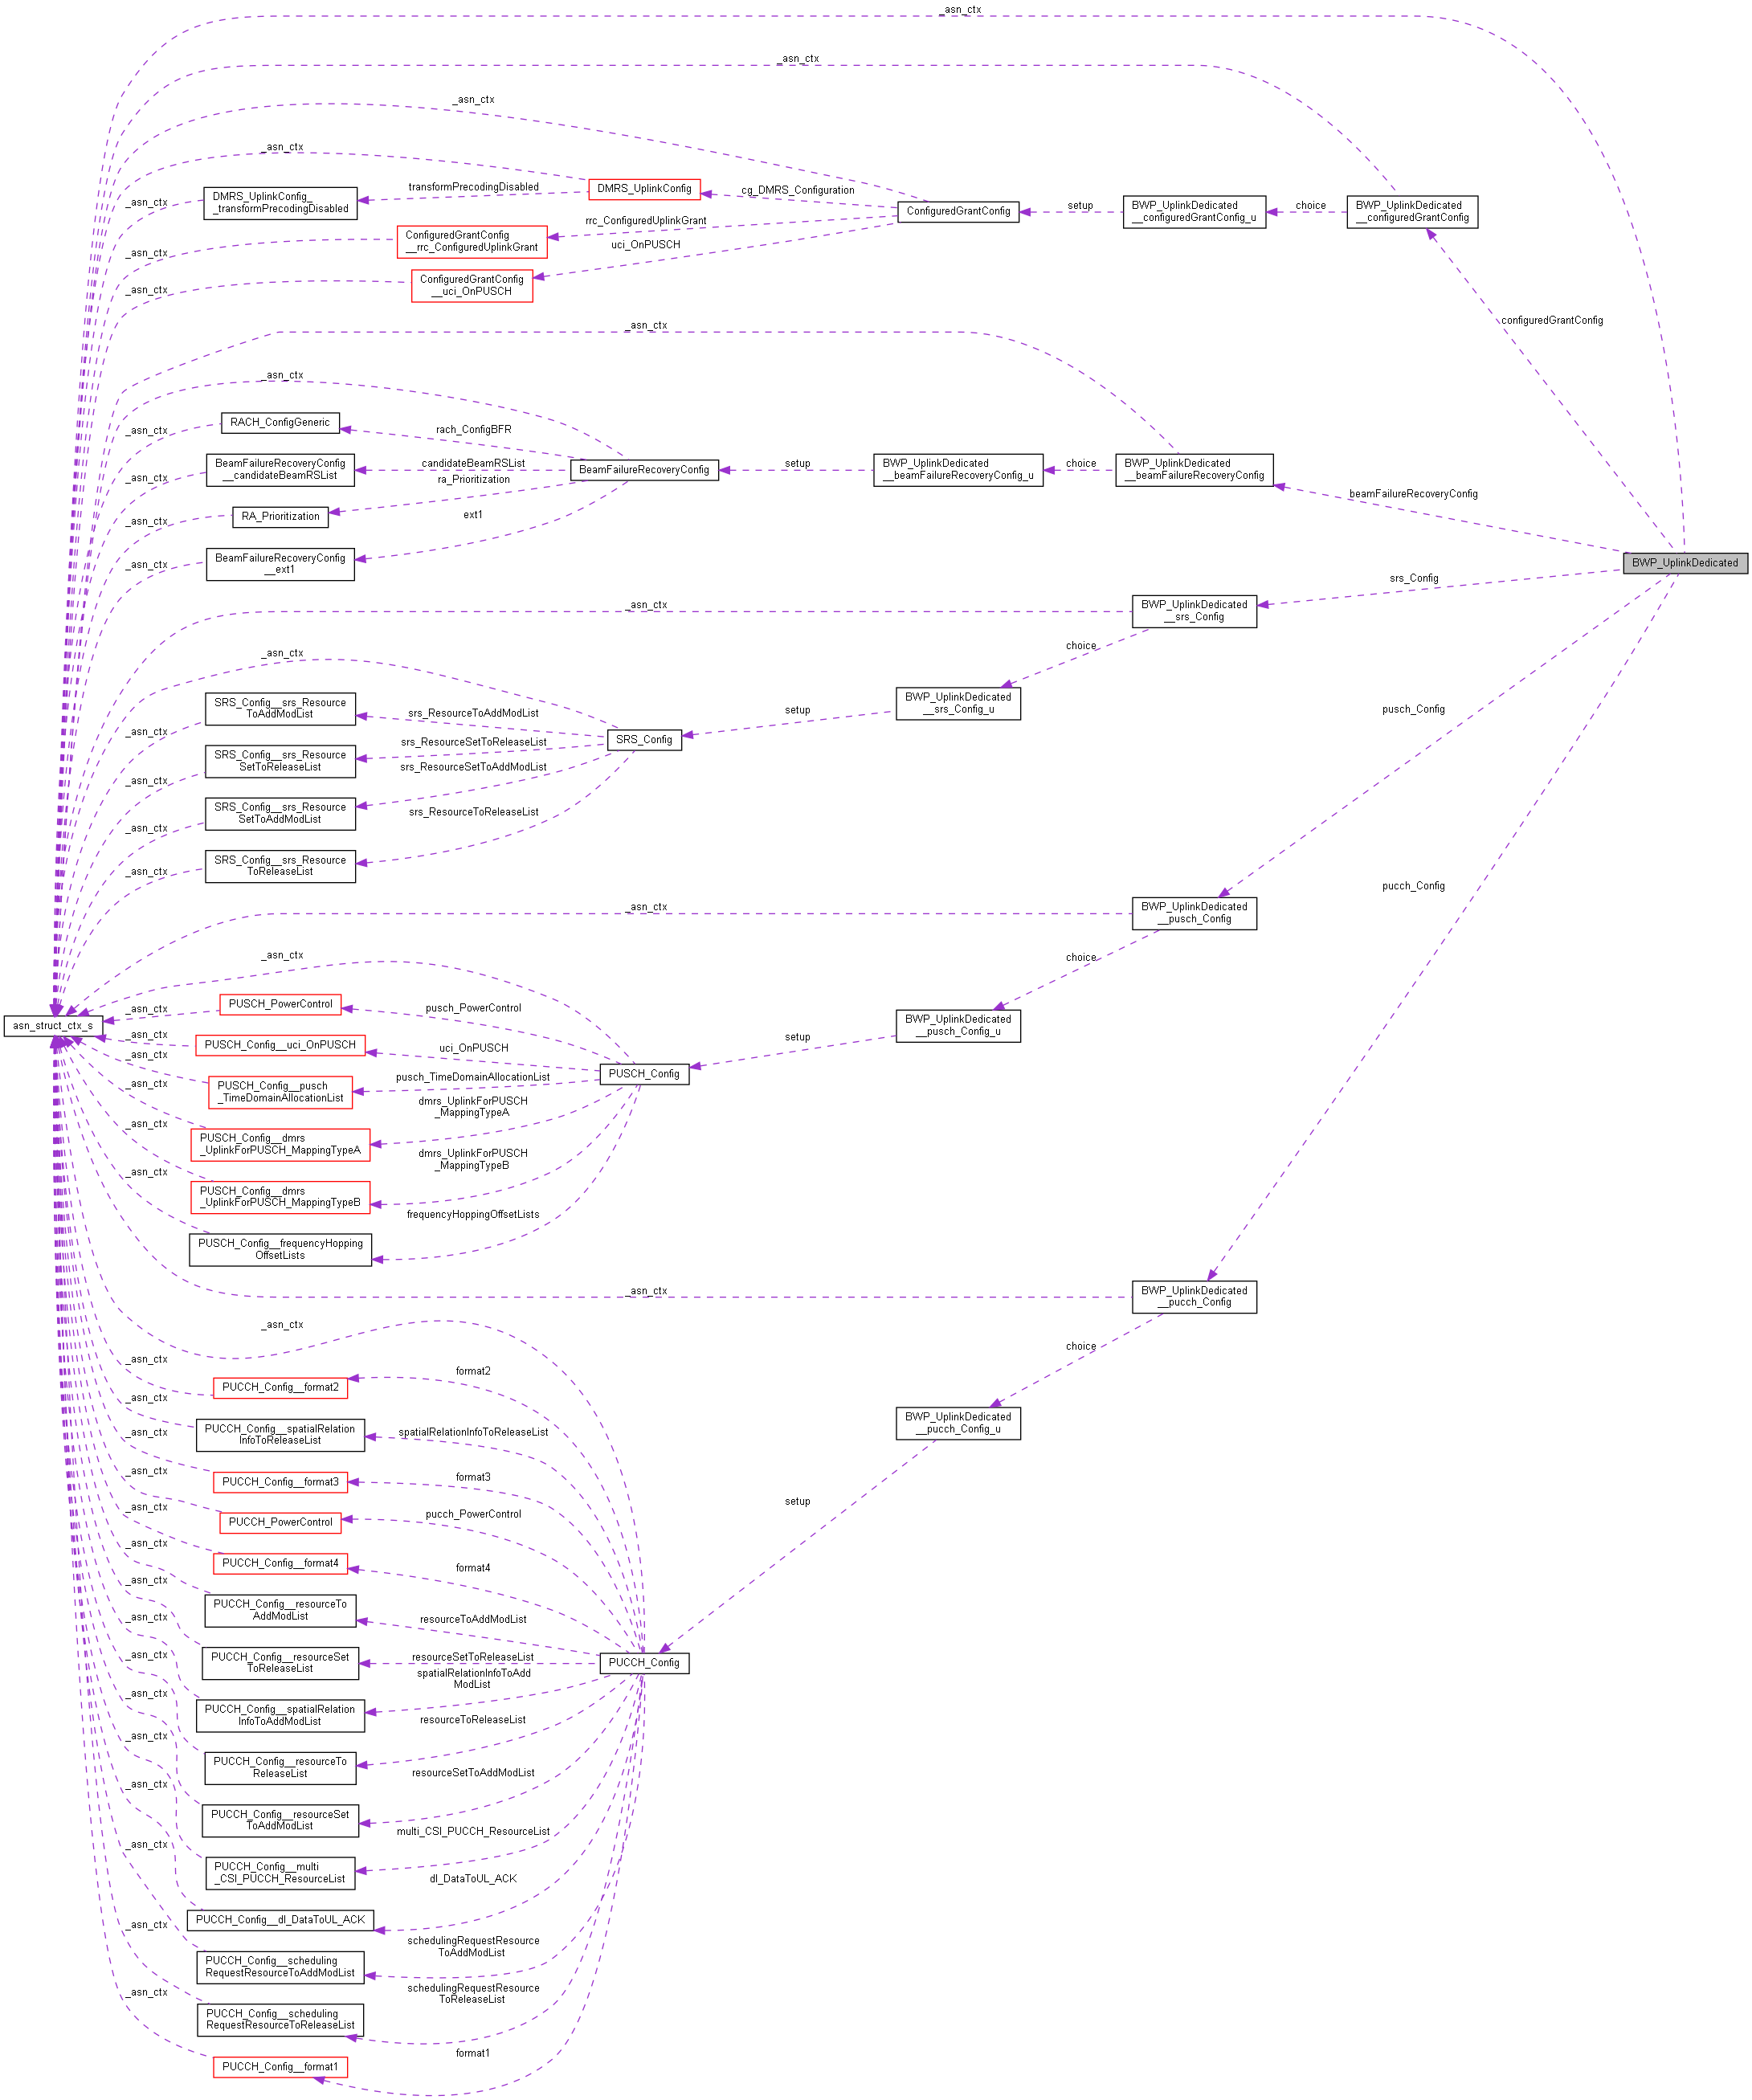 _asn_ctx
_asn_ctx
_asn_ctx
_asn_ctx
transformPrecodingDisabled
cg_DMRS_Configuration
DMRS_UplinkConfig
DMRS_UplinkConfig_
_transformPrecodingDisabled
_asn_ctx
rrc_ConfiguredUplinkGrant
ConfiguredGrantConfig
setup
BWP_UplinkDedicated
__configuredGrantConfig_u
choice
BWP_UplinkDedicated
__configuredGrantConfig
ConfiguredGrantConfig
__rrc_ConfiguredUplinkGrant
_asn_ctx
uci_OnPUSCH
ConfiguredGrantConfig
__uci_OnPUSCH
_asn_ctx
configuredGrantConfig
_asn_ctx
_asn_ctx
RACH_ConfigGeneric
_asn_ctx
rach_ConfigBFR
BeamFailureRecoveryConfig
__candidateBeamRSList
_asn_ctx
candidateBeamRSList
BeamFailureRecoveryConfig
setup
BWP_UplinkDedicated
__beamFailureRecoveryConfig_u
choice
BWP_UplinkDedicated
__beamFailureRecoveryConfig
ra_Prioritization
beamFailureRecoveryConfig
RA_Prioritization
_asn_ctx
ext1
BeamFailureRecoveryConfig
__ext1
_asn_ctx
BWP_UplinkDedicated
srs_Config
_asn_ctx
BWP_UplinkDedicated
__srs_Config
choice
_asn_ctx
SRS_Config__srs_Resource
ToAddModList
_asn_ctx
srs_ResourceToAddModList
setup
BWP_UplinkDedicated
__srs_Config_u
pusch_Config
SRS_Config
SRS_Config__srs_Resource
SetToReleaseList
_asn_ctx
srs_ResourceSetToReleaseList
srs_ResourceSetToAddModList
SRS_Config__srs_Resource
SetToAddModList
_asn_ctx
srs_ResourceToReleaseList
SRS_Config__srs_Resource
ToReleaseList
_asn_ctx
pucch_Config
_asn_ctx
BWP_UplinkDedicated
__pusch_Config
choice
_asn_ctx
PUSCH_PowerControl
_asn_ctx
pusch_PowerControl
asn_struct_ctx_s
BWP_UplinkDedicated
__pusch_Config_u
setup
_asn_ctx
PUSCH_Config__uci_OnPUSCH
uci_OnPUSCH
_asn_ctx
PUSCH_Config
pusch_TimeDomainAllocationList
PUSCH_Config__pusch
_TimeDomainAllocationList
_asn_ctx
dmrs_UplinkForPUSCH
_MappingTypeA
PUSCH_Config__dmrs
_UplinkForPUSCH_MappingTypeA
_asn_ctx
dmrs_UplinkForPUSCH
_MappingTypeB
_asn_ctx
PUSCH_Config__dmrs
_UplinkForPUSCH_MappingTypeB
frequencyHoppingOffsetLists
PUSCH_Config__frequencyHopping
OffsetLists
_asn_ctx
BWP_UplinkDedicated
__pucch_Config
_asn_ctx
choice
_asn_ctx
format2
PUCCH_Config__format2
_asn_ctx
PUCCH_Config__spatialRelation
InfoToReleaseList
spatialRelationInfoToReleaseList
BWP_UplinkDedicated
__pucch_Config_u
_asn_ctx
PUCCH_Config__format3
format3
_asn_ctx
setup
PUCCH_PowerControl
pucch_PowerControl
_asn_ctx
PUCCH_Config__format4
format4
_asn_ctx
PUCCH_Config__resourceTo
AddModList
resourceToAddModList
_asn_ctx
PUCCH_Config__resourceSet
ToReleaseList
resourceSetToReleaseList
PUCCH_Config
_asn_ctx
spatialRelationInfoToAdd
ModList
PUCCH_Config__spatialRelation
InfoToAddModList
_asn_ctx
resourceToReleaseList
_asn_ctx
PUCCH_Config__resourceTo
ReleaseList
resourceSetToAddModList
_asn_ctx
PUCCH_Config__resourceSet
ToAddModList
multi_CSI_PUCCH_ResourceList
_asn_ctx
PUCCH_Config__multi
_CSI_PUCCH_ResourceList
dl_DataToUL_ACK
PUCCH_Config__dl_DataToUL_ACK
_asn_ctx
schedulingRequestResource
ToAddModList
PUCCH_Config__scheduling
RequestResourceToAddModList
schedulingRequestResource
ToReleaseList
_asn_ctx
PUCCH_Config__scheduling
RequestResourceToReleaseList
format1
PUCCH_Config__format1